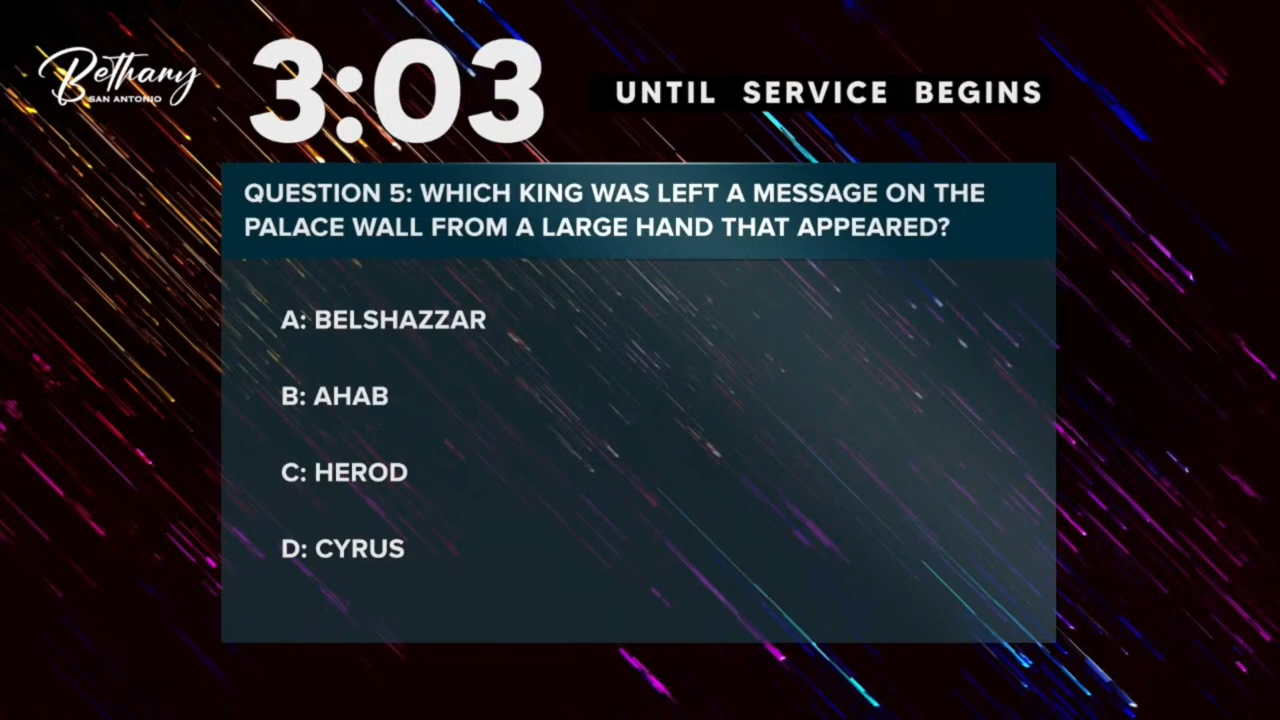 Bethany
SAN ANTONIO
3:03
UNTIL SERVICE BEGINS
QUESTION 5: WHICH KING WAS LEFT A MESSAGE ON THE
PALACE WALL FROM A LARGE HAND THAT APPEARED?
A: BELSHAZZAR
B: AHAB
C: HEROD
D: CYRUS